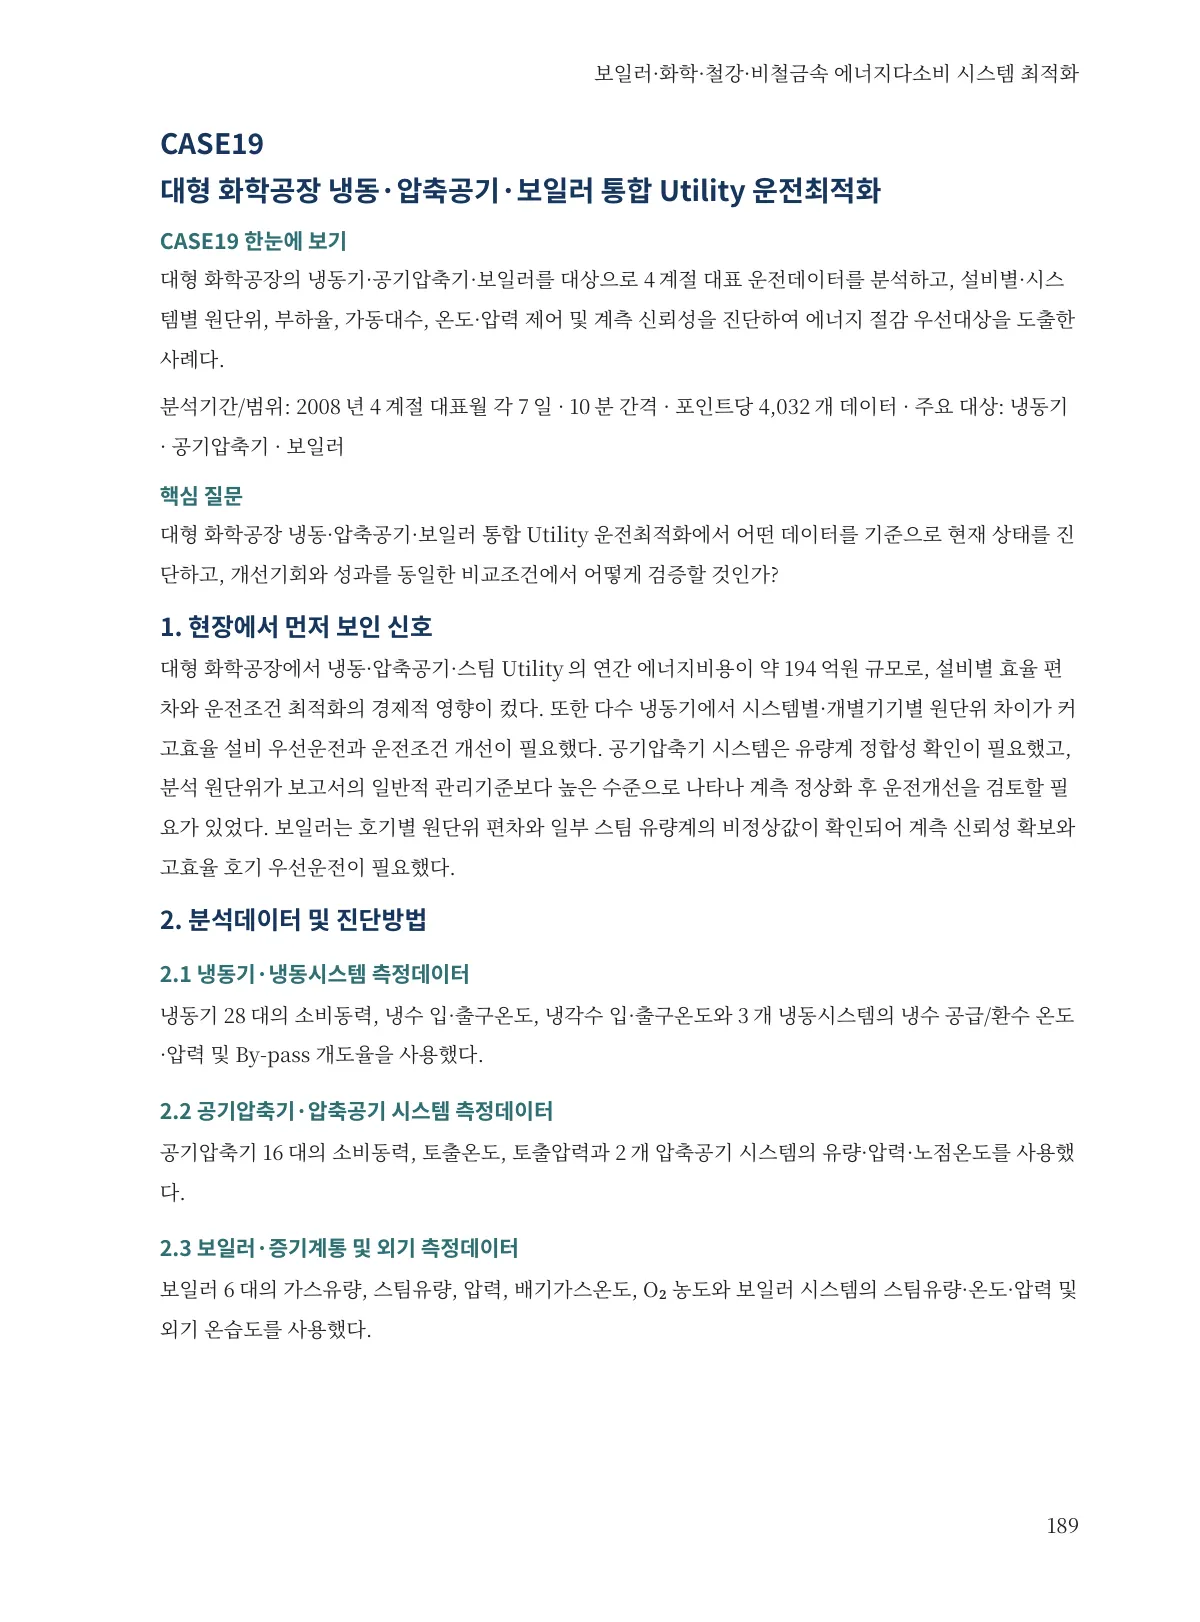 보일러·화학·철강·비철금속 에너지다소비 시스템 최적화
CASE19
대형 화학공장 냉동·압축공기·보일러 통합 Utility 운전최적화
CASE19 한눈에 보기
대형 화학공장의 냉동기·공기압축기·보일러를 대상으로 4계절 대표 운전데이터를 분석하고, 설비별·시스
템별 원단위, 부하율, 가동대수, 온도·압력 제어 및 계측 신뢰성을 진단하여 에너지 절감 우선대상을 도출한
사례다.
분석기간/범위: 2008년 4계절 대표월 각 7일 · 10분 간격 · 포인트당 4,032개 데이터 · 주요 대상: 냉동기
· 공기압축기 · 보일러
핵심 질문
대형 화학공장 냉동·압축공기·보일러 통합 Utility 운전최적화에서 어떤 데이터를 기준으로 현재 상태를 진
단하고, 개선기회와 성과를 동일한 비교조건에서 어떻게 검증할 것인가?
1. 현장에서 먼저 보인 신호
대형 화학공장에서 냉동·압축공기·스팀 Utility의 연간 에너지비용이 약 194억원 규모로, 설비별 효율 편
차와 운전조건 최적화의 경제적 영향이 컸다. 또한 다수 냉동기에서 시스템별·개별기기별 원단위 차이가 커
고효율 설비 우선운전과 운전조건 개선이 필요했다. 공기압축기 시스템은 유량계 정합성 확인이 필요했고,
분석 원단위가 보고서의 일반적 관리기준보다 높은 수준으로 나타나 계측 정상화 후 운전개선을 검토할 필
요가 있었다. 보일러는 호기별 원단위 편차와 일부 스팀 유량계의 비정상값이 확인되어 계측 신뢰성 확보와
고효율 호기 우선운전이 필요했다.
2. 분석데이터 및 진단방법
2.1 냉동기·냉동시스템 측정데이터
냉동기 28대의 소비동력, 냉수 입·출구온도, 냉각수 입·출구온도와 3개 냉동시스템의 냉수 공급/환수 온도
·압력 및 By-pass 개도율을 사용했다.
2.2 공기압축기·압축공기 시스템 측정데이터
공기압축기 16대의 소비동력, 토출온도, 토출압력과 2개 압축공기 시스템의 유량·압력·노점온도를 사용했
다.
2.3 보일러·증기계통 및 외기 측정데이터
보일러 6대의 가스유량, 스팀유량, 압력, 배기가스온도, O₂ 농도와 보일러 시스템의 스팀유량·온도·압력 및
외기 온습도를 사용했다.
189